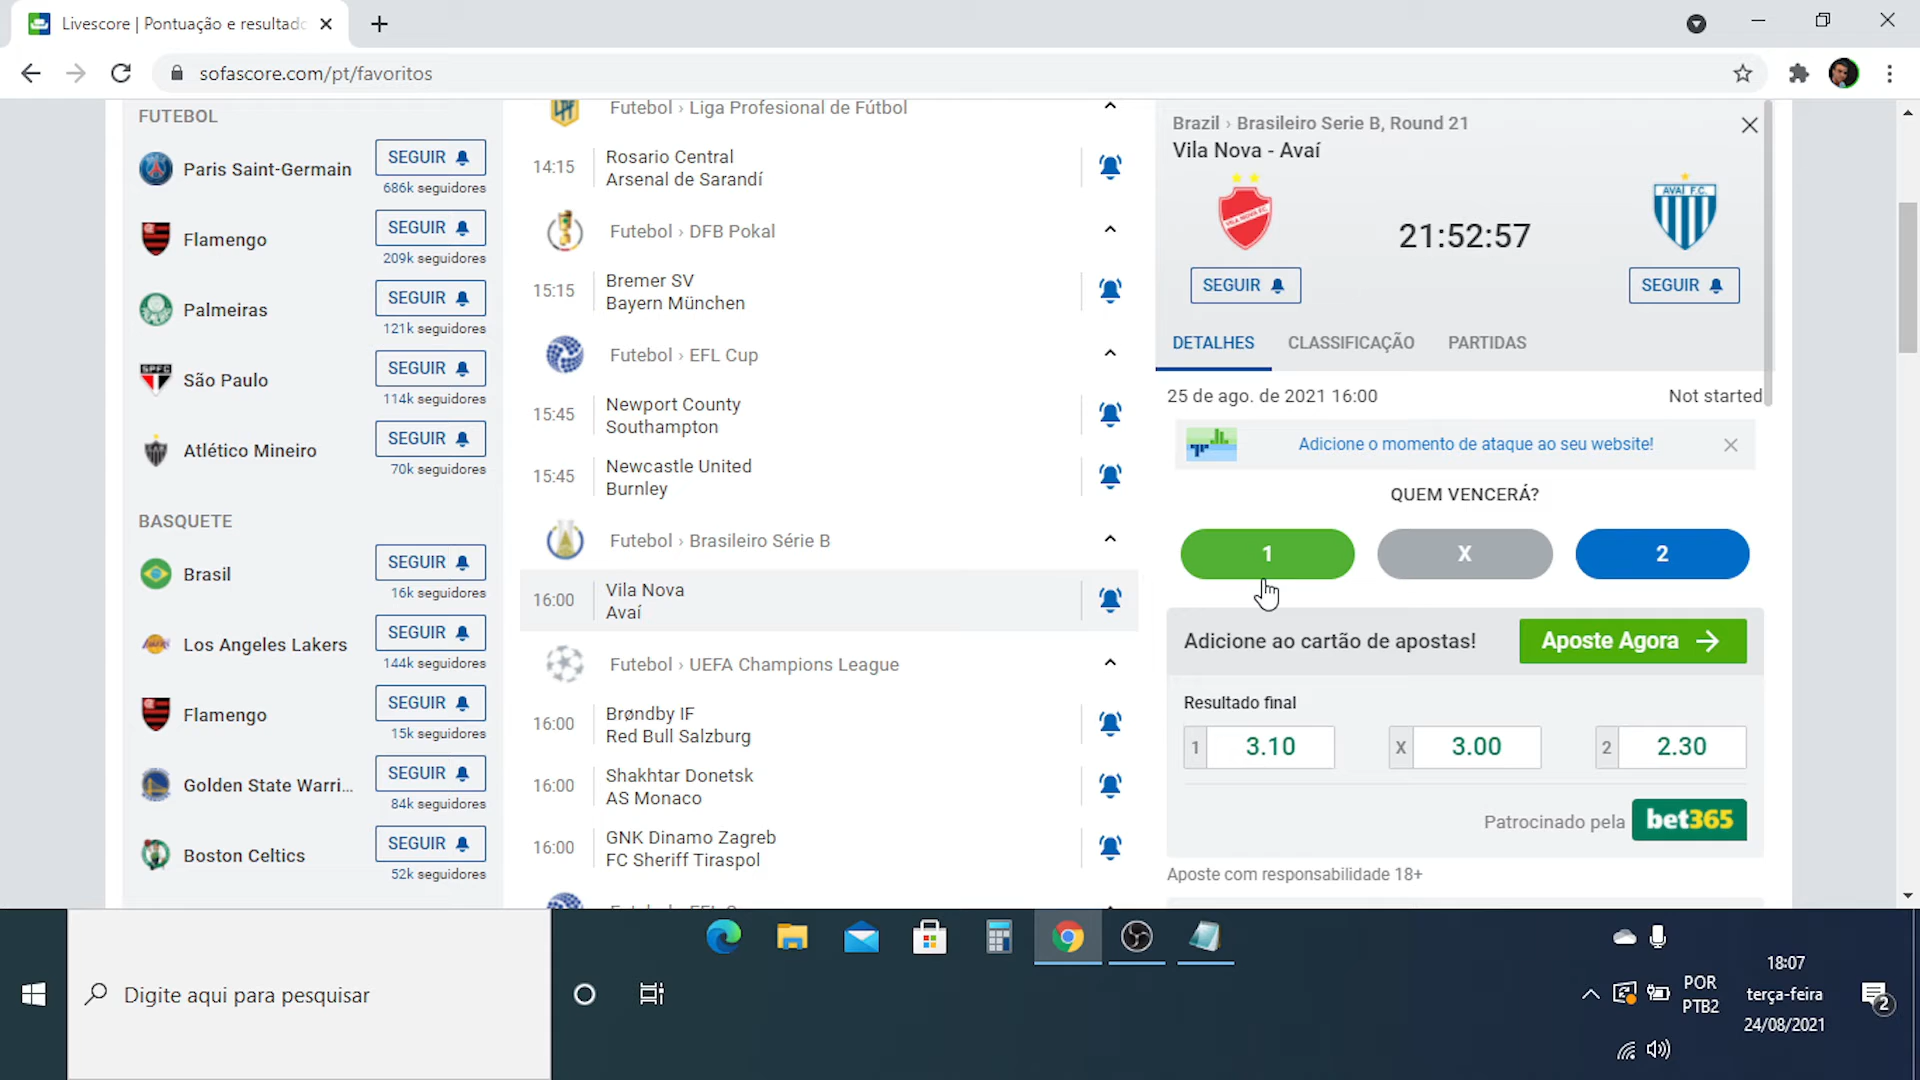 Livescore | Pontuação e resultado
sofascore.com/pt/favoritos
FUTEBOL
Paris Saint-Germain
SEGUIR
686k seguidores
Flamengo
SEGUIR
209k seguidores
Palmeiras
SEGUIR
121k seguidores
São Paulo
SEGUIR
114k seguidores
Atlético Mineiro
SEGUIR
70k seguidores
BASQUETE
Brasil
SEGUIR
16k seguidores
Los Angeles Lakers
SEGUIR
144k seguidores
Flamengo
SEGUIR
15k seguidores
Golden State Warri...
SEGUIR
84k seguidores
Boston Celtics
SEGUIR
52k seguidores
Futebol › Liga Profesional de Fútbol
14:15
Rosario Central
Arsenal de Sarandí
Futebol › DFB Pokal
15:15
Bremer SV
Bayern München
Futebol › EFL Cup
15:45
Newport County
Southampton
15:45
Newcastle United
Burnley
Futebol › Brasileiro Série B
16:00
Vila Nova
Avaí
Futebol › UEFA Champions League
16:00
Brøndby IF
Red Bull Salzburg
16:00
Shakhtar Donetsk
AS Monaco
16:00
GNK Dinamo Zagreb
FC Sheriff Tiraspol
Brazil › Brasileiro Serie B, Round 21
Vila Nova - Avaí
VILA NOVA F.C.
21:52:57
AVAÍ F.C.
SEGUIR
SEGUIR
DETALHES CLASSIFICAÇÃO PARTIDAS
25 de ago. de 2021 16:00
Not started
Adicione o momento de ataque ao seu website!
QUEM VENCERÁ?
1 X 2
Adicione ao cartão de apostas!
Aposte Agora
Resultado final
1 3.10 X 3.00 2 2.30
Patrocinado pela bet365
Aposte com responsabilidade 18+
Digite aqui para pesquisar
POR
PTB2
18:07
terça-feira
24/08/2021
2